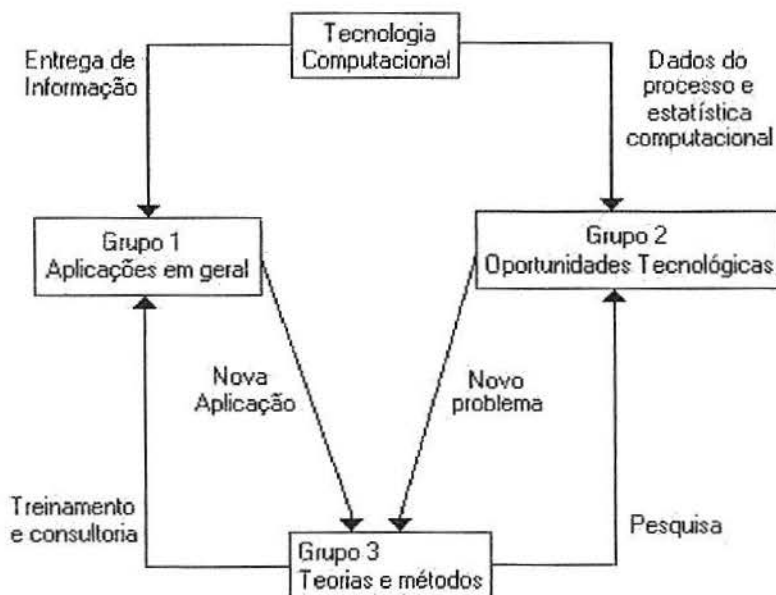 Tecnologia
Computacional
Entrega de
Informação
Dados do
processo e
estatística
computacional
Grupo 1
Aplicações em geral
Grupo 2
Oportunidades Tecnológicas
Nova
Aplicação
Novo
problema
Treinamento
e consultoria
Grupo 3
Teorias e métodos
Pesquisa